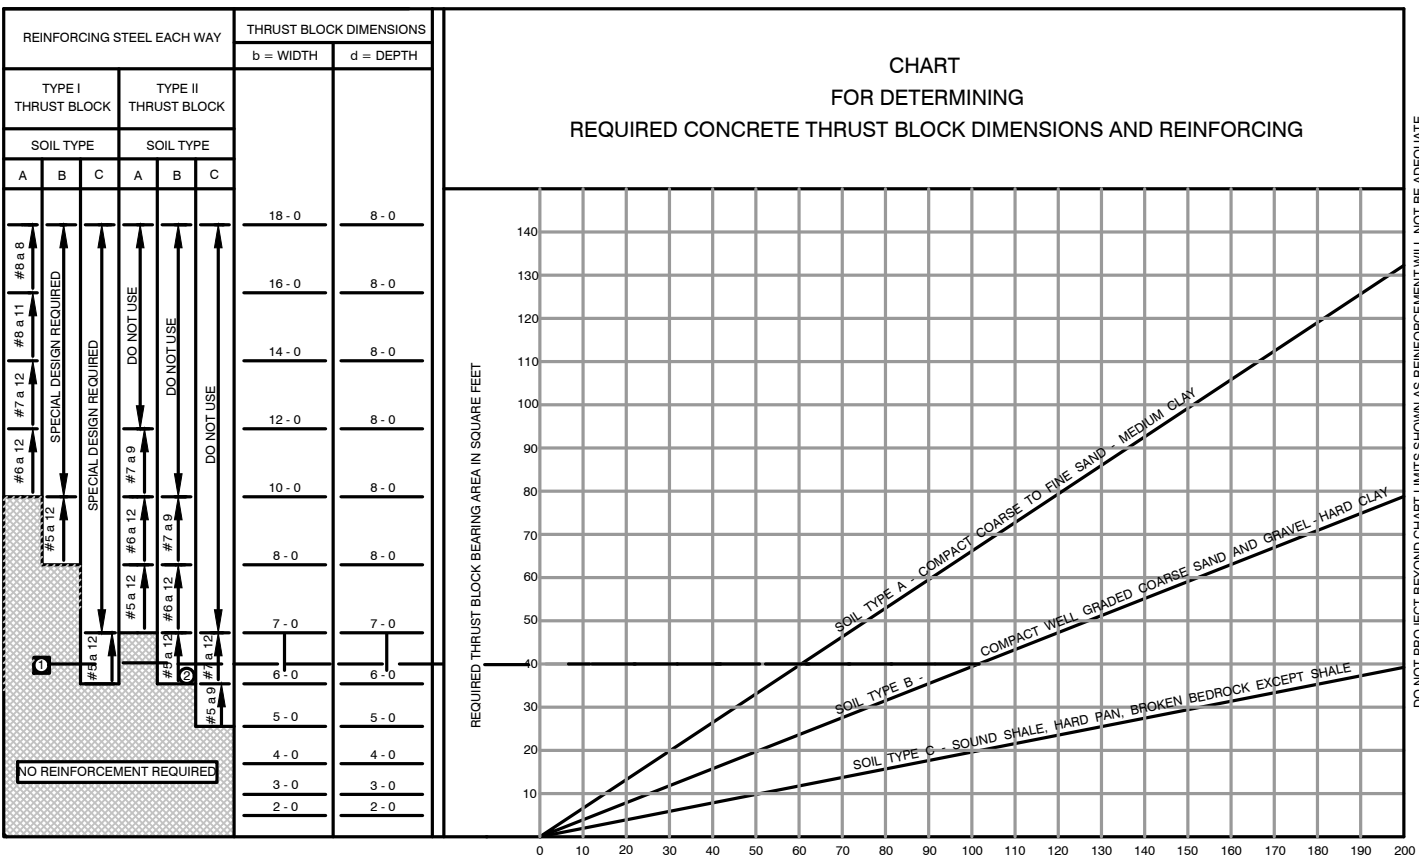 REINFORCING STEEL EACH WAY
THRUST BLOCK DIMENSIONS
b = WIDTH
d = DEPTH
TYPE I
THRUST BLOCK
TYPE II
THRUST BLOCK
SOIL TYPE
SOIL TYPE
A
B
C
A
B
C
CHART
FOR DETERMINING
REQUIRED CONCRETE THRUST BLOCK DIMENSIONS AND REINFORCING
#8 a 8
#8 a 11
#7 a 12
#6 a 12
SPECIAL DESIGN REQUIRED
#5 a 12
SPECIAL DESIGN REQUIRED
#5 a 12
DO NOT USE
#7 a 9
#6 a 12
#5 a 12
DO NOT USE
#7 a 9
#6 a 12
#5 a 12
DO NOT USE
#7 a 12
#5 a 9
1
2
NO REINFORCEMENT REQUIRED
18 - 0
8 - 0
16 - 0
8 - 0
14 - 0
8 - 0
12 - 0
8 - 0
10 - 0
8 - 0
8 - 0
8 - 0
7 - 0
7 - 0
6 - 0
6 - 0
5 - 0
5 - 0
4 - 0
4 - 0
3 - 0
3 - 0
2 - 0
2 - 0
REQUIRED THRUST BLOCK BEARING AREA IN SQUARE FEET
140
130
120
110
100
90
80
70
60
50
40
30
20
10
SOIL TYPE A - COMPACT COARSE TO FINE SAND - MEDIUM CLAY
SOIL TYPE B - COMPACT WELL GRADED COARSE SAND AND GRAVEL - HARD CLAY
SOIL TYPE C - SOUND SHALE, HARD PAN, BROKEN BEDROCK EXCEPT SHALE
0 10 20 30 40 50 60 70 80 90 100 110 120 130 140 150 160 170 180 190 200
DO NOT PROJECT BEYOND CHART LIMITS SHOWN AS REINFORCEMENT WILL NOT BE ADEQUATE